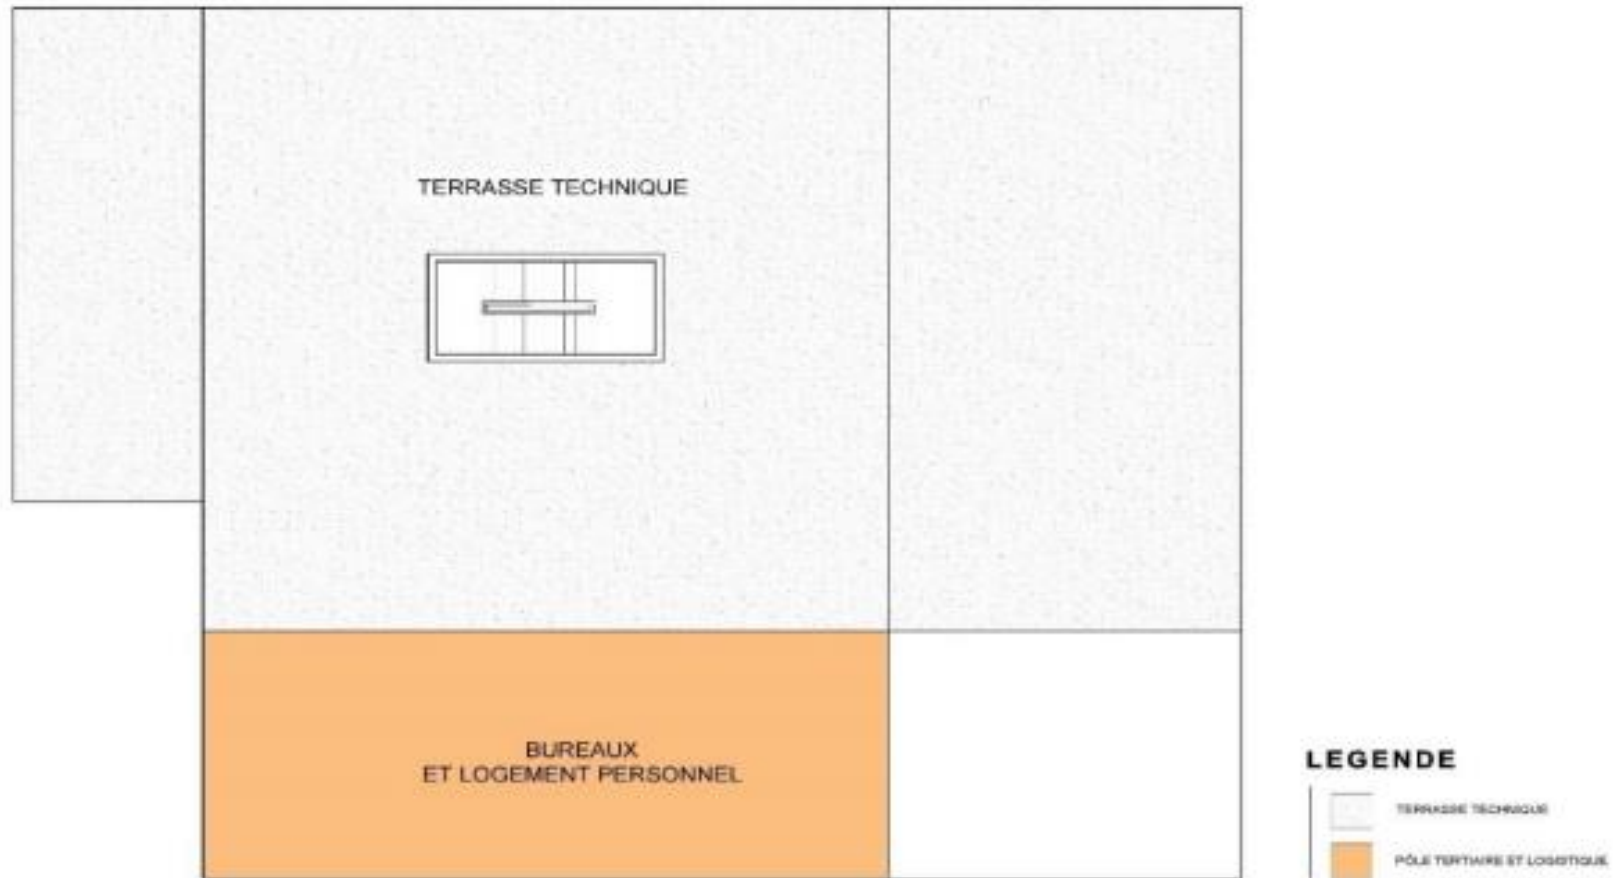 TERRASSE TECHNIQUE
BUREAUX
ET LOGEMENT PERSONNEL
LEGENDE
TERRASSE TECHNIQUE
PÔLE TERTIAIRE ET LOGISTIQUE